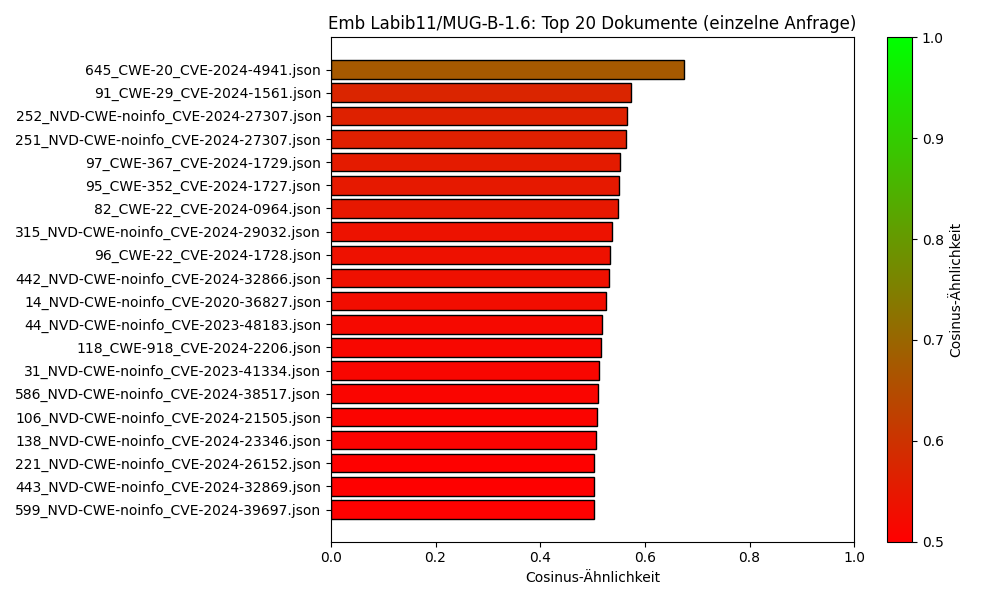 Emb Labib11/MUG-B-1.6: Top 20 Dokumente (einzelne Anfrage)
645_CWE-20_CVE-2024-4941.json
91_CWE-29_CVE-2024-1561.json
252_NVD-CWE-noinfo_CVE-2024-27307.json
251_NVD-CWE-noinfo_CVE-2024-27307.json
97_CWE-367_CVE-2024-1729.json
95_CWE-352_CVE-2024-1727.json
82_CWE-22_CVE-2024-0964.json
315_NVD-CWE-noinfo_CVE-2024-29032.json
96_CWE-22_CVE-2024-1728.json
442_NVD-CWE-noinfo_CVE-2024-32866.json
14_NVD-CWE-noinfo_CVE-2020-36827.json
44_NVD-CWE-noinfo_CVE-2023-48183.json
118_CWE-918_CVE-2024-2206.json
31_NVD-CWE-noinfo_CVE-2023-41334.json
586_NVD-CWE-noinfo_CVE-2024-38517.json
106_NVD-CWE-noinfo_CVE-2024-21505.json
138_NVD-CWE-noinfo_CVE-2024-23346.json
221_NVD-CWE-noinfo_CVE-2024-26152.json
443_NVD-CWE-noinfo_CVE-2024-32869.json
599_NVD-CWE-noinfo_CVE-2024-39697.json
0.0 0.2 0.4 0.6 0.8 1.0
Cosinus-Ähnlichkeit
1.0
0.9
0.8
0.7
0.6
0.5
Cosinus-Ähnlichkeit